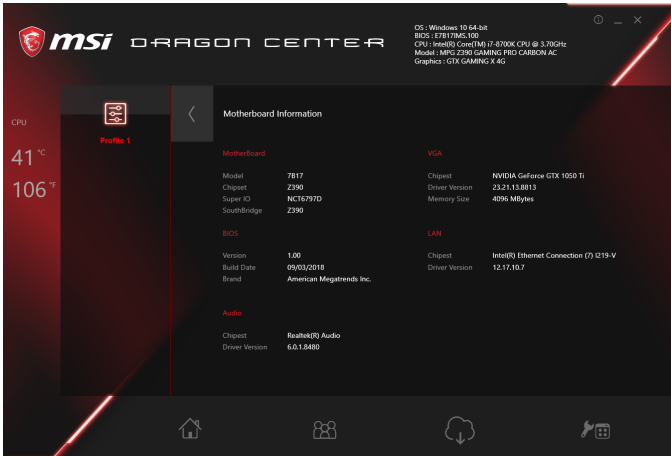 msi DRAGON CENTER
OS : Windows 10 64-bit
BIOS : E7B17IMS.100
CPU : Intel(R) Core(TM) i7-8700K CPU @ 3.70GHz
Model : MPG Z390 GAMING PRO CARBON AC
Graphics : GTX GAMING X 4G
CPU
41 °C
106 °F
Profile 1
Motherboard Information
MotherBoard
Model 7B17
Chipset Z390
Super IO NCT6797D
SouthBridge Z390
BIOS
Version 1.00
Build Date 09/03/2018
Brand American Megatrends Inc.
Audio
Chipest Realtek(R) Audio
Driver Version 6.0.1.8480
VGA
Chipest NVIDIA GeForce GTX 1050 Ti
Driver Version 23.21.13.8813
Memory Size 4096 MBytes
LAN
Chipest Intel(R) Ethernet Connection (7) I219-V
Driver Version 12.17.10.7